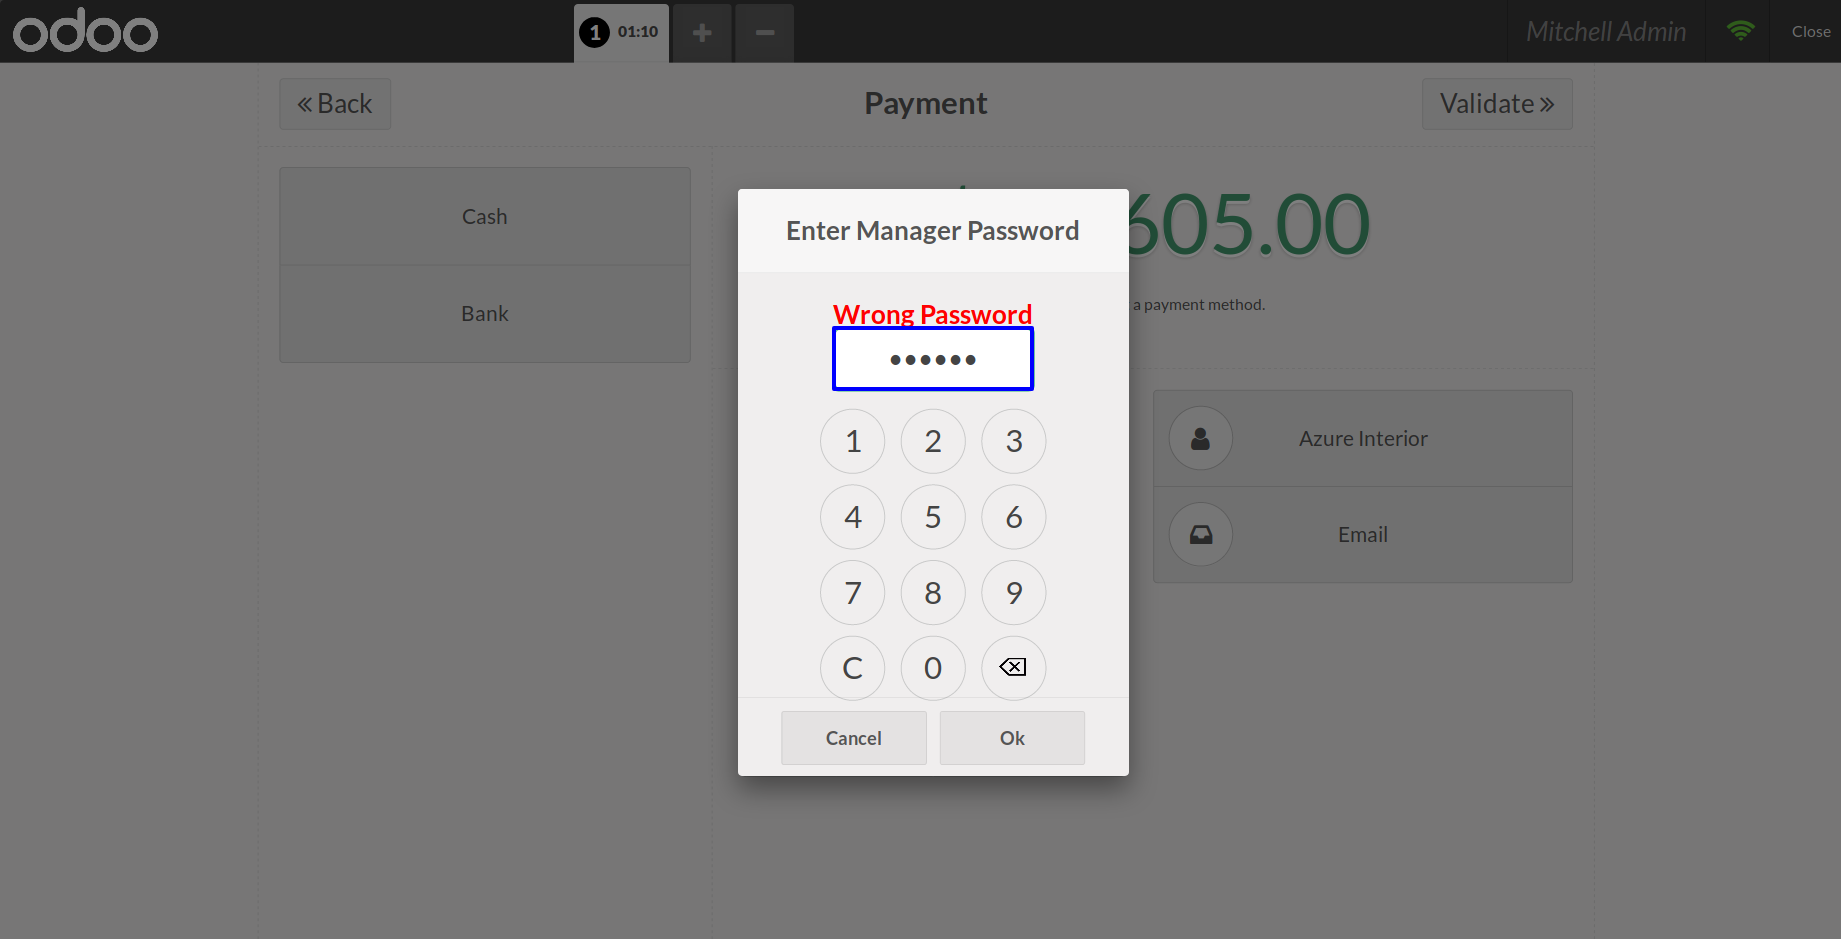 odoo
1 01:10
Mitchell Admin
Close
Back
Payment
Validate
Cash
Bank
605.00
a payment method.
Enter Manager Password
Wrong Password
••••••
1 2 3
4 5 6
7 8 9
C 0
Cancel Ok
Azure Interior
Email